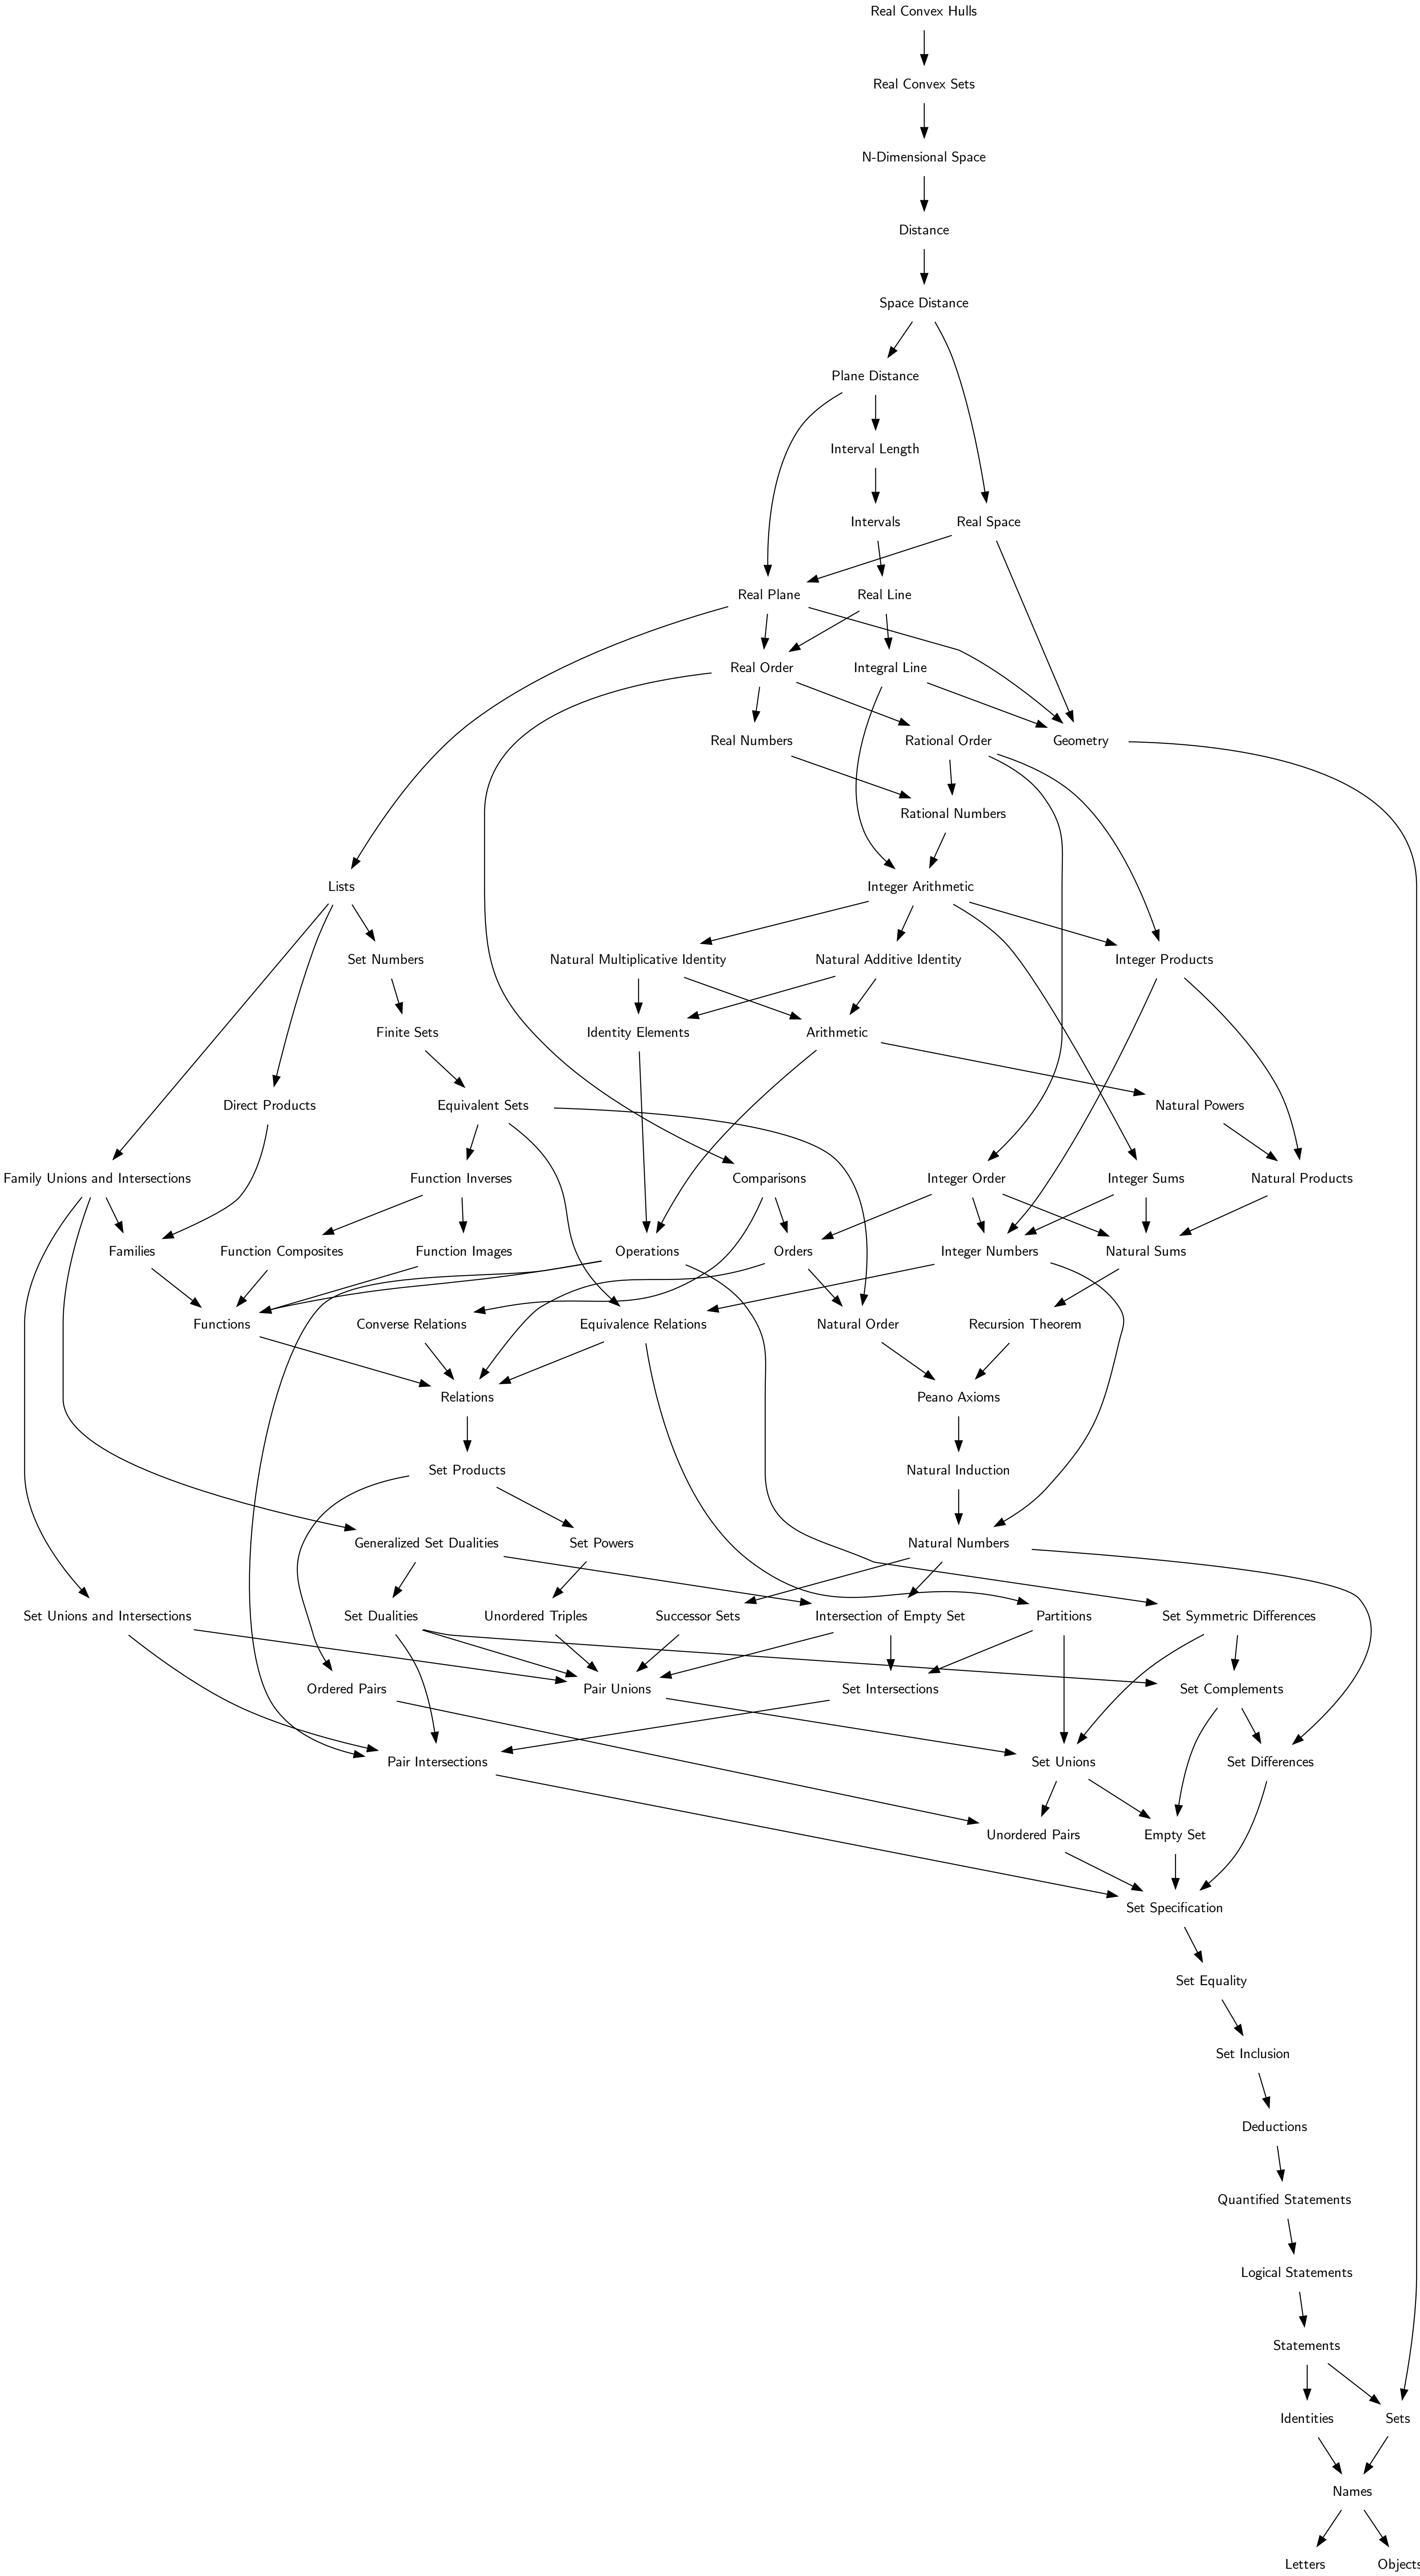 Real Convex Hulls
Real Convex Sets
N-Dimensional Space
Distance
Space Distance
Plane Distance
Interval Length
Intervals
Real Space
Real Plane
Real Line
Real Order
Integral Line
Real Numbers
Rational Order
Geometry
Rational Numbers
Lists
Integer Arithmetic
Set Numbers
Natural Multiplicative Identity
Natural Additive Identity
Integer Products
Finite Sets
Identity Elements
Arithmetic
Direct Products
Equivalent Sets
Natural Powers
Family Unions and Intersections
Function Inverses
Comparisons
Integer Order
Integer Sums
Natural Products
Families
Function Composites
Function Images
Operations
Orders
Integer Numbers
Natural Sums
Functions
Converse Relations
Equivalence Relations
Natural Order
Recursion Theorem
Relations
Peano Axioms
Set Products
Natural Induction
Generalized Set Dualities
Set Powers
Natural Numbers
Set Unions and Intersections
Set Dualities
Unordered Triples
Successor Sets
Intersection of Empty Set
Partitions
Set Symmetric Differences
Ordered Pairs
Pair Unions
Set Intersections
Set Complements
Pair Intersections
Set Unions
Set Differences
Unordered Pairs
Empty Set
Set Specification
Set Equality
Set Inclusion
Deductions
Quantified Statements
Logical Statements
Statements
Identities
Sets
Names
Letters
Objects